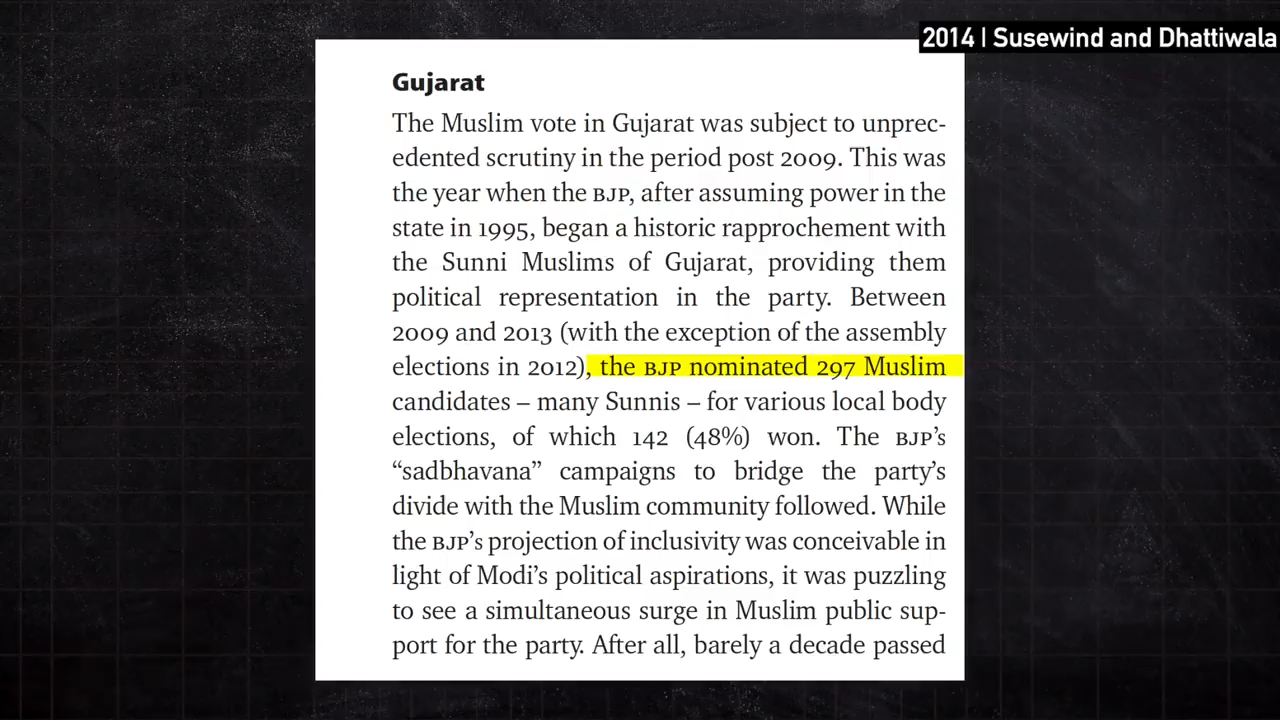 2014 | Susewind and Dhattiwala
Gujarat
The Muslim vote in Gujarat was subject to unprec-
edented scrutiny in the period post 2009. This was
the year when the BJP, after assuming power in the
state in 1995, began a historic rapprochement with
the Sunni Muslims of Gujarat, providing them
political representation in the party. Between
2009 and 2013 (with the exception of the assembly
elections in 2012), the BJP nominated 297 Muslim
candidates – many Sunnis – for various local body
elections, of which 142 (48%) won. The BJP’s
“sadbhavana” campaigns to bridge the party’s
divide with the Muslim community followed. While
the BJP’s projection of inclusivity was conceivable in
light of Modi’s political aspirations, it was puzzling
to see a simultaneous surge in Muslim public sup-
port for the party. After all, barely a decade passed